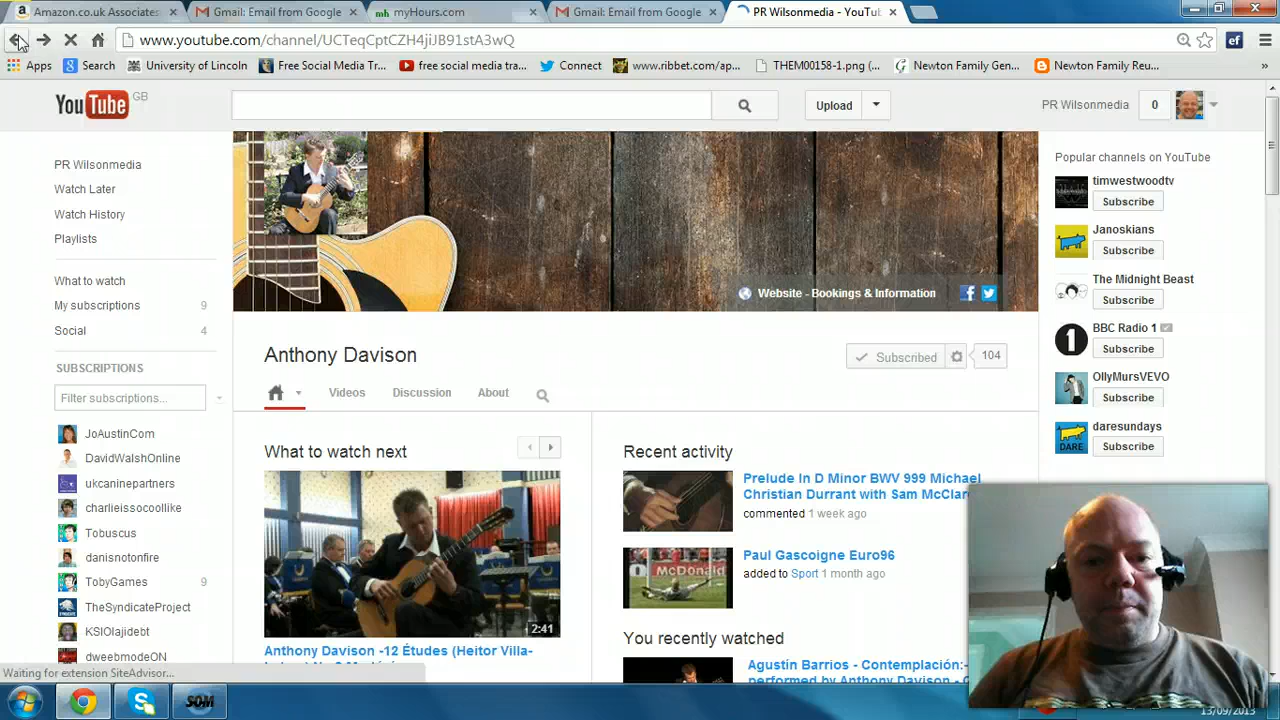 Amazon.co.uk Associates
Gmail: Email from Google
myHours.com
Gmail: Email from Google
PR Wilsonmedia - YouTu
www.youtube.com/channel/UCTeqCptCZH4jiJB91stA3wQ
Apps
Search
University of Lincoln
Free Social Media Tr...
free social media tra...
Connect
www.ribbet.com/ap...
THEM00158-1.png (...
Newton Family Gen...
Newton Family Reu...
»
YouTube GB
Upload
PR Wilsonmedia
0
PR Wilsonmedia
Watch Later
Watch History
Playlists
What to watch
My subscriptions 9
Social 4
SUBSCRIPTIONS
Filter subscriptions...
JoAustinCom
DavidWalshOnline
ukcaninepartners
charlieissocoollike
Tobuscus
danisnotonfire
TobyGames 9
TheSyndicateProject
KSIOlajidebt
dweebmodeON
Waiting for extension SiteAdvisor...
Website - Bookings & Information
Anthony Davison
Subscribed
104
Videos
Discussion
About
What to watch next
2:41
Anthony Davison -12 Études (Heitor Villa-
Recent activity
Prelude In D Minor BWV 999 Michael
Christian Durrant with Sam McClar
commented 1 week ago
McDonald
Paul Gascoigne Euro96
added to Sport 1 month ago
You recently watched
Agustin Barrios - Contemplación:-
performed by Anthony Davison - C
Popular channels on YouTube
timwestwoodtv
Subscribe
Janoskians
Subscribe
The Midnight Beast
Subscribe
BBC Radio 1
Subscribe
OllyMursVEVO
Subscribe
DARE
daresundays
Subscribe
SOM
13/09/2013